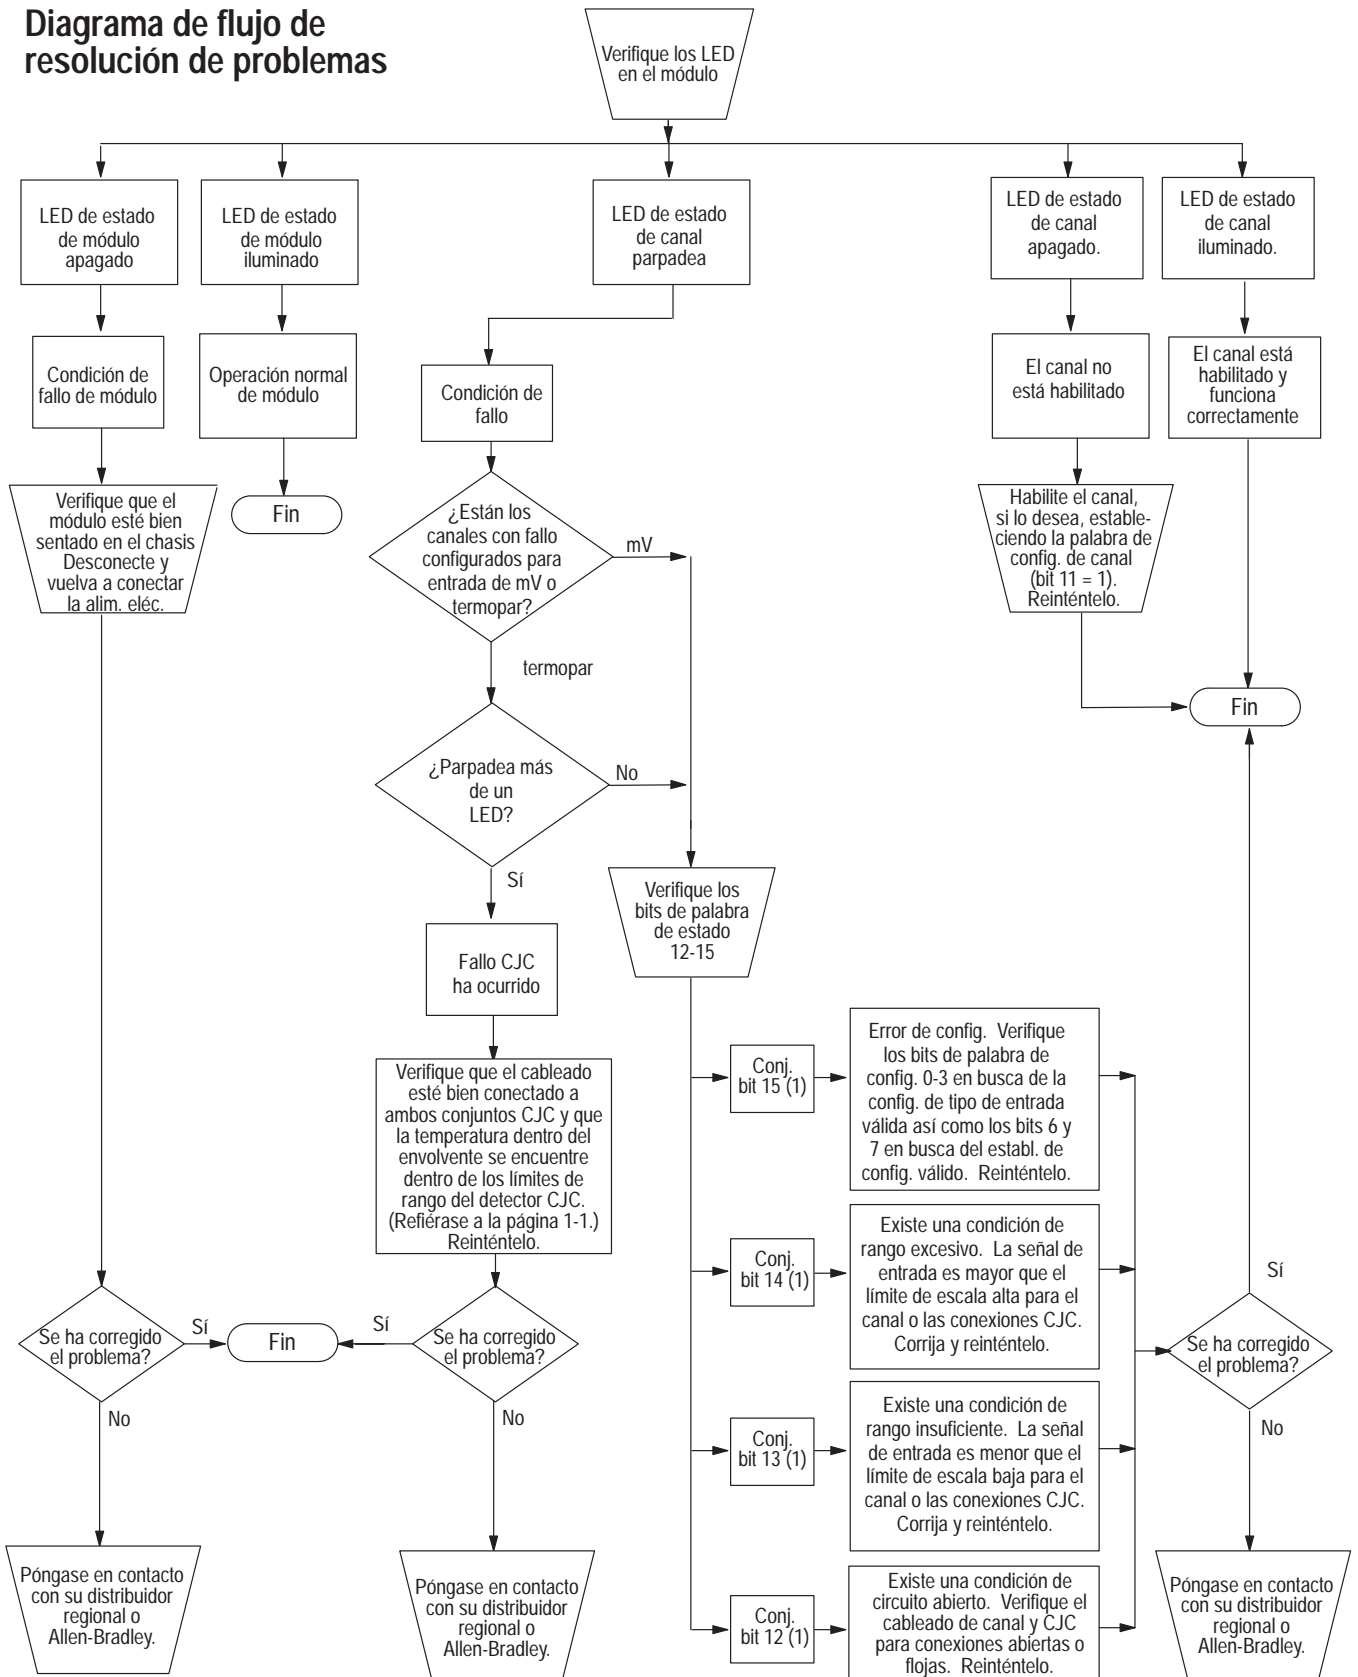 Diagrama de flujo de
resolución de problemas
Verifique los LED
en el módulo
LED de estado
de módulo
apagado
LED de estado
de módulo
iluminado
LED de estado
de canal
parpadea
LED de estado
de canal
apagado.
LED de estado
de canal
iluminado.
Condición de
fallo de módulo
Operación normal
de módulo
Condición de
fallo
El canal no
está habilitado
El canal está
habilitado y
funciona
correctamente
Verifique que el
módulo esté bien
sentado en el chasis
Desconecte y
vuelva a conectar
la alim. eléc.
Fin
¿Están los
canales con fallo
configurados para
entrada de mV o
termopar?
mV
termopar
Habilite el canal,
si lo desea, estable-
ciendo la palabra de
config. de canal
(bit 11 = 1).
Reinténtelo.
Fin
¿Parpadea más
de un
LED?
No
Sí
Verifique los
bits de palabra
de estado
12-15
Fallo CJC
ha ocurrido
Verifique que el cableado
esté bien conectado a
ambos conjuntos CJC y que
la temperatura dentro del
envolvente se encuentre
dentro de los límites de
rango del detector CJC.
(Refiérase a la página 1-1.)
Reinténtelo.
Conj.
bit 15 (1)
Error de config. Verifique
los bits de palabra de
config. 0-3 en busca de la
config. de tipo de entrada
válida así como los bits 6 y
7 en busca del establ. de
config. válido. Reinténtelo.
Conj.
bit 14 (1)
Existe una condición de
rango excesivo. La señal de
entrada es mayor que el
límite de escala alta para el
canal o las conexiones CJC.
Corrija y reinténtelo.
Conj.
bit 13 (1)
Existe una condición de
rango insuficiente. La señal
de entrada es menor que el
límite de escala baja para el
canal o las conexiones CJC.
Corrija y reinténtelo.
Conj.
bit 12 (1)
Existe una condición de
circuito abierto. Verifique el
cableado de canal y CJC
para conexiones abiertas o
flojas. Reinténtelo.
Se ha corregido
el problema?
Sí
Fin
Sí
Se ha corregido
el problema?
Sí
Se ha corregido
el problema?
No
No
No
Póngase en contacto
con su distribuidor
regional o
Allen-Bradley.
Póngase en contacto
con su distribuidor
regional o
Allen-Bradley.
Póngase en contacto
con su distribuidor
regional o
Allen-Bradley.